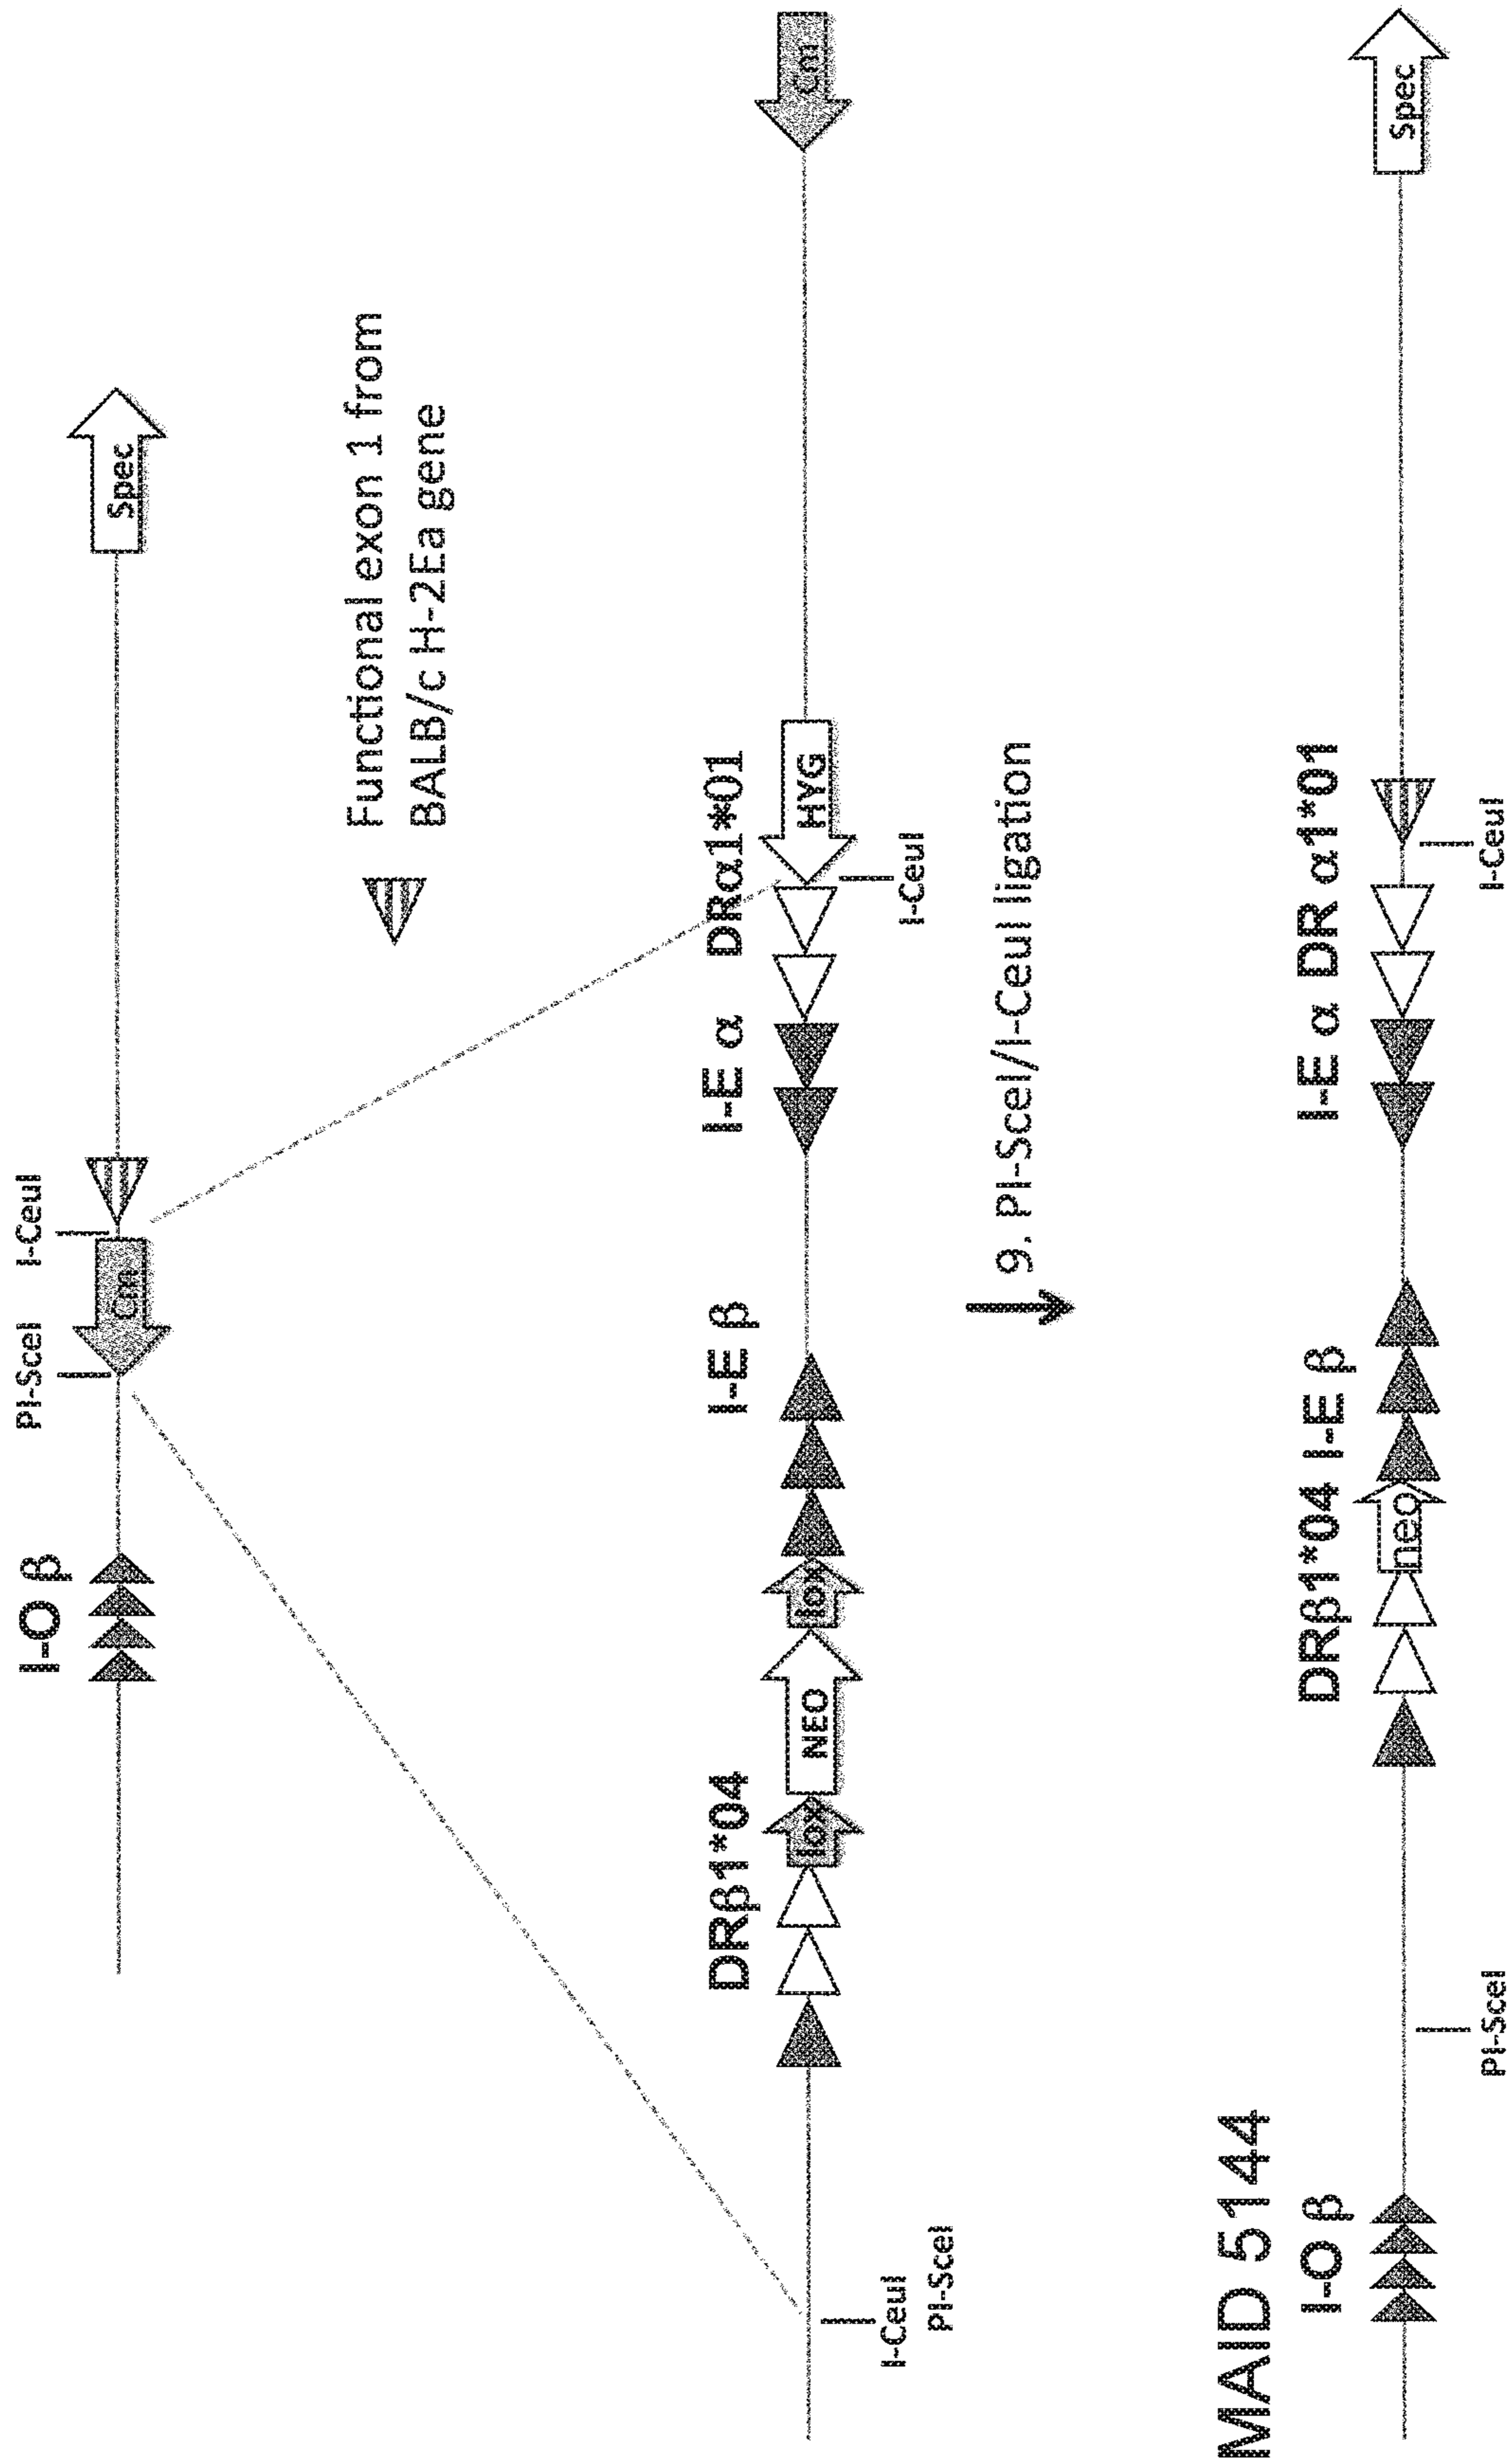 I-O β
PI-SceI
I-CeuI
Cm
Spec
Functional exon 1 from
BALB/c H-2Ea gene
DRβ1*04
I-E β
I-E α
DRα1*01
lox
NEO
lox
HYG
Cm
I-CeuI
PI-SceI
I-CeuI
9. PI-SceI/I-CeuI ligation
MAID 5144
I-O β
DRβ1*04 I-E β
I-E α DR α1*01
neo
Spec
PI-SceI
I-CeuI